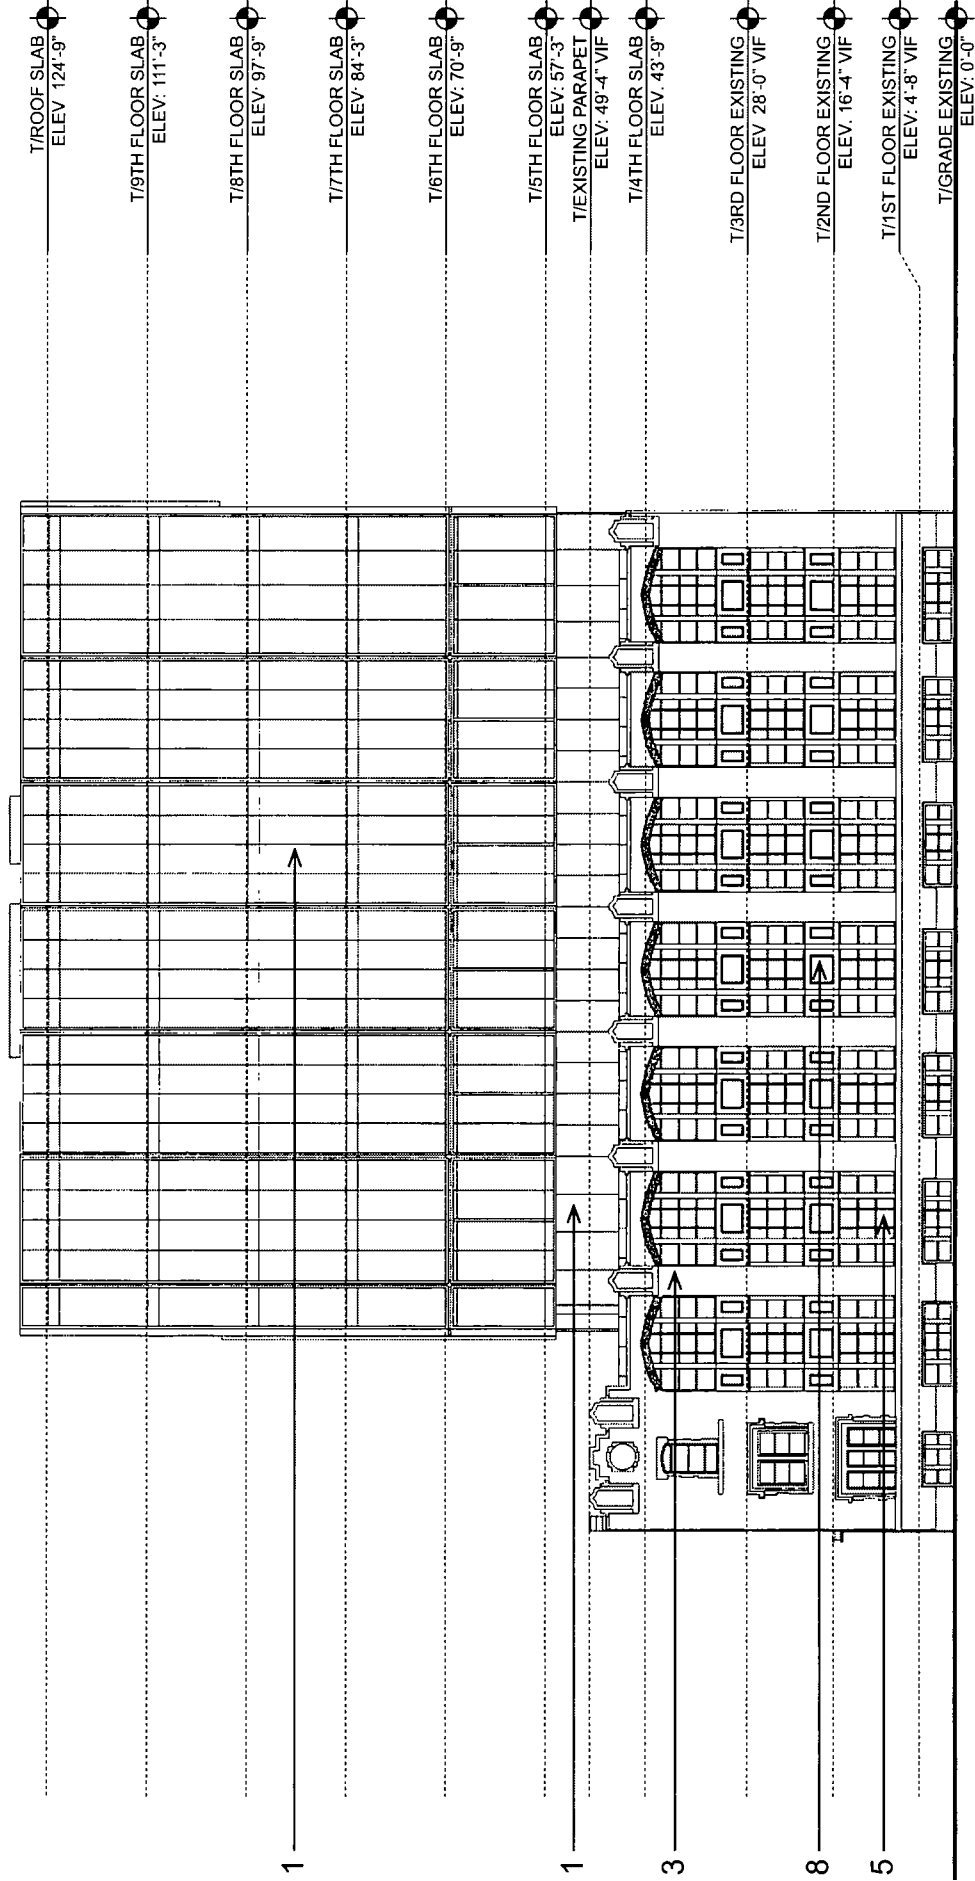 T/ROOF SLAB
ELEV 124'-9"
T/9TH FLOOR SLAB
ELEV: 111'-3"
T/8TH FLOOR SLAB
ELEV: 97'-9"
T/7TH FLOOR SLAB
ELEV: 84'-3"
T/6TH FLOOR SLAB
ELEV: 70'-9"
T/5TH FLOOR SLAB
ELEV: 57'-3"
T/EXISTING PARAPET
ELEV: 49'-4" VIF
T/4TH FLOOR SLAB
ELEV. 43'-9"
T/3RD FLOOR EXISTING
ELEV 28'-0" VIF
T/2ND FLOOR EXISTING
ELEV. 16'-4" VIF
T/1ST FLOOR EXISTING
ELEV: 4'-8" VIF
T/GRADE EXISTING
ELEV: 0'-0"
1
1
3
8
5